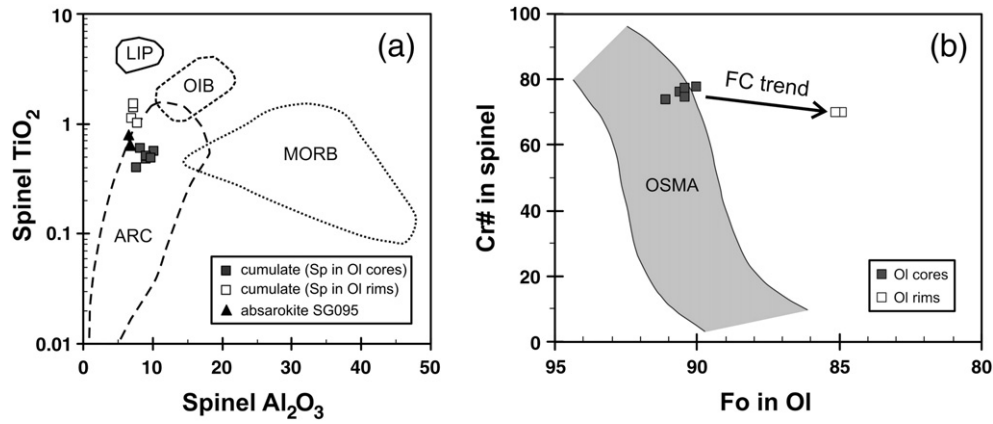 (a)
Spinel TiO2
10
1
0.1
0.01
LIP
OIB
MORB
ARC
cumulate (Sp in Ol cores)
cumulate (Sp in Ol rims)
absarokite SG095
0 10 20 30 40 50
Spinel Al2O3
(b)
Cr# in spinel
100
80
60
40
20
0
FC trend
OSMA
Ol cores
Ol rims
95 90 85 80
Fo in Ol